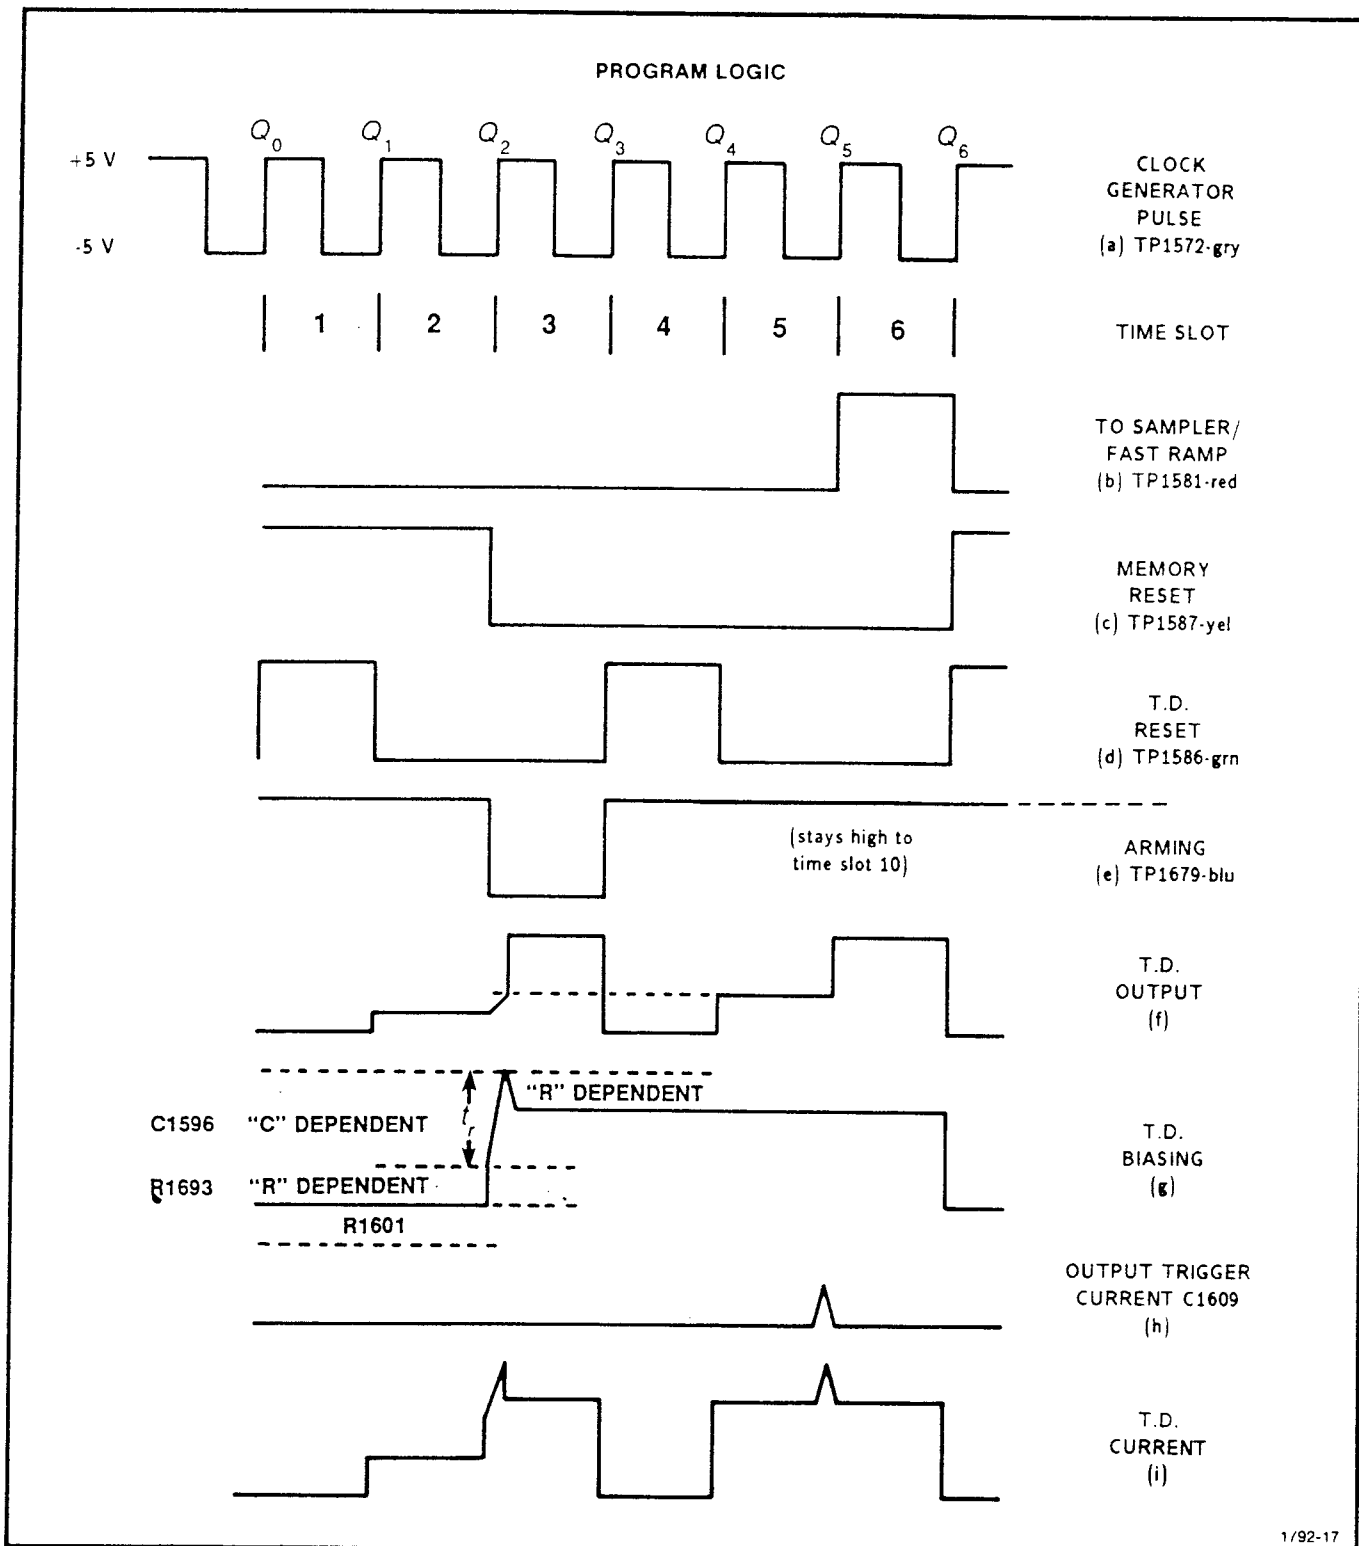 PROGRAM LOGIC
Q0 Q1 Q2 Q3 Q4 Q5 Q6
+5 V
-5 V
CLOCK
GENERATOR
PULSE
(a) TP1572-gry
1 2 3 4 5 6
TIME SLOT
TO SAMPLER/
FAST RAMP
(b) TP1581-red
MEMORY
RESET
(c) TP1587-yel
T.D.
RESET
(d) TP1586-grn
(stays high to
time slot 10)
ARMING
(e) TP1679-blu
T.D.
OUTPUT
(f)
"R" DEPENDENT
C1596 "C" DEPENDENT
tr
R1693 "R" DEPENDENT
R1601
T.D.
BIASING
(g)
OUTPUT TRIGGER
CURRENT C1609
(h)
T.D.
CURRENT
(i)
1/92-17